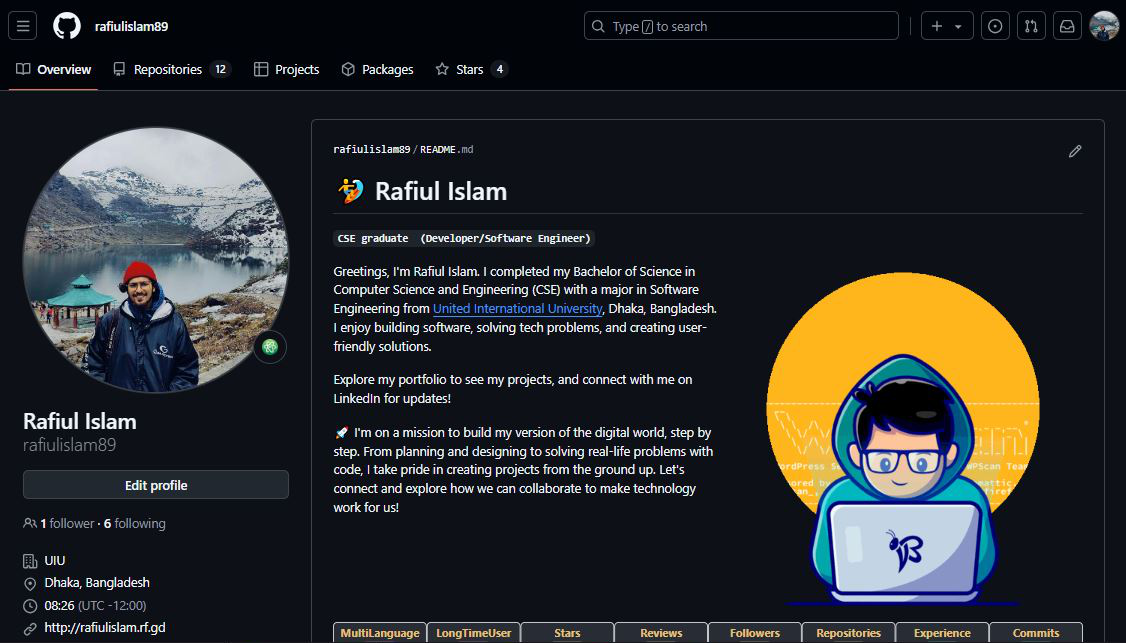 rafiulislam89
Type / to search
Overview
Repositories 12
Projects
Packages
Stars 4
rafiulislam89/README.md
Rafiul Islam
CSE graduate (Developer/Software Engineer)
Greetings, I'm Rafiul Islam. I completed my Bachelor of Science in
Computer Science and Engineering (CSE) with a major in Software
Engineering from United International University, Dhaka, Bangladesh.
I enjoy building software, solving tech problems, and creating user-
friendly solutions.
Explore my portfolio to see my projects, and connect with me on
LinkedIn for updates!
🚀 I'm on a mission to build my version of the digital world, step by
step. From planning and designing to solving real-life problems with
code, I take pride in creating projects from the ground up. Let's
connect and explore how we can collaborate to make technology
work for us!
Rafiul Islam
rafiulislam89
Edit profile
1 follower · 6 following
UIU
Dhaka, Bangladesh
08:26 (UTC -12:00)
http://rafiulislam.rf.gd
WPScan Team
MultiLanguage
LongTimeUser
Stars
Reviews
Followers
Repositories
Experience
Commits